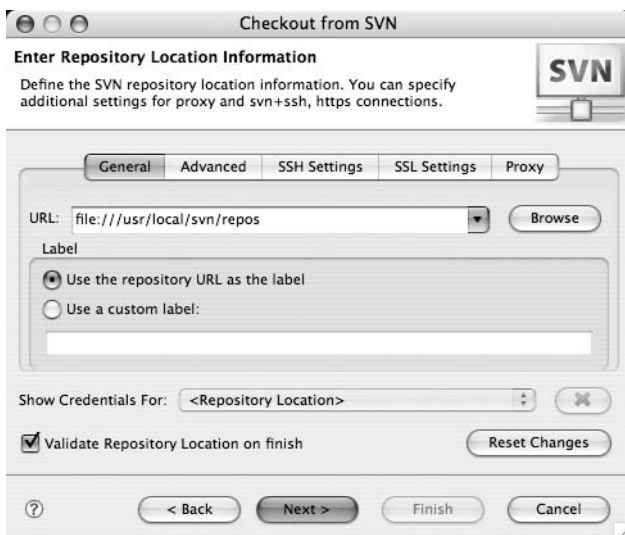 Checkout from SVN
Enter Repository Location Information
Define the SVN repository location information. You can specify
additional settings for proxy and svn+ssh, https connections.
SVN
General Advanced SSH Settings SSL Settings Proxy
URL: file:///usr/local/svn/repos Browse
Label
Use the repository URL as the label
Use a custom label:
Show Credentials For: <Repository Location>
Validate Repository Location on finish Reset Changes
? < Back Next > Finish Cancel